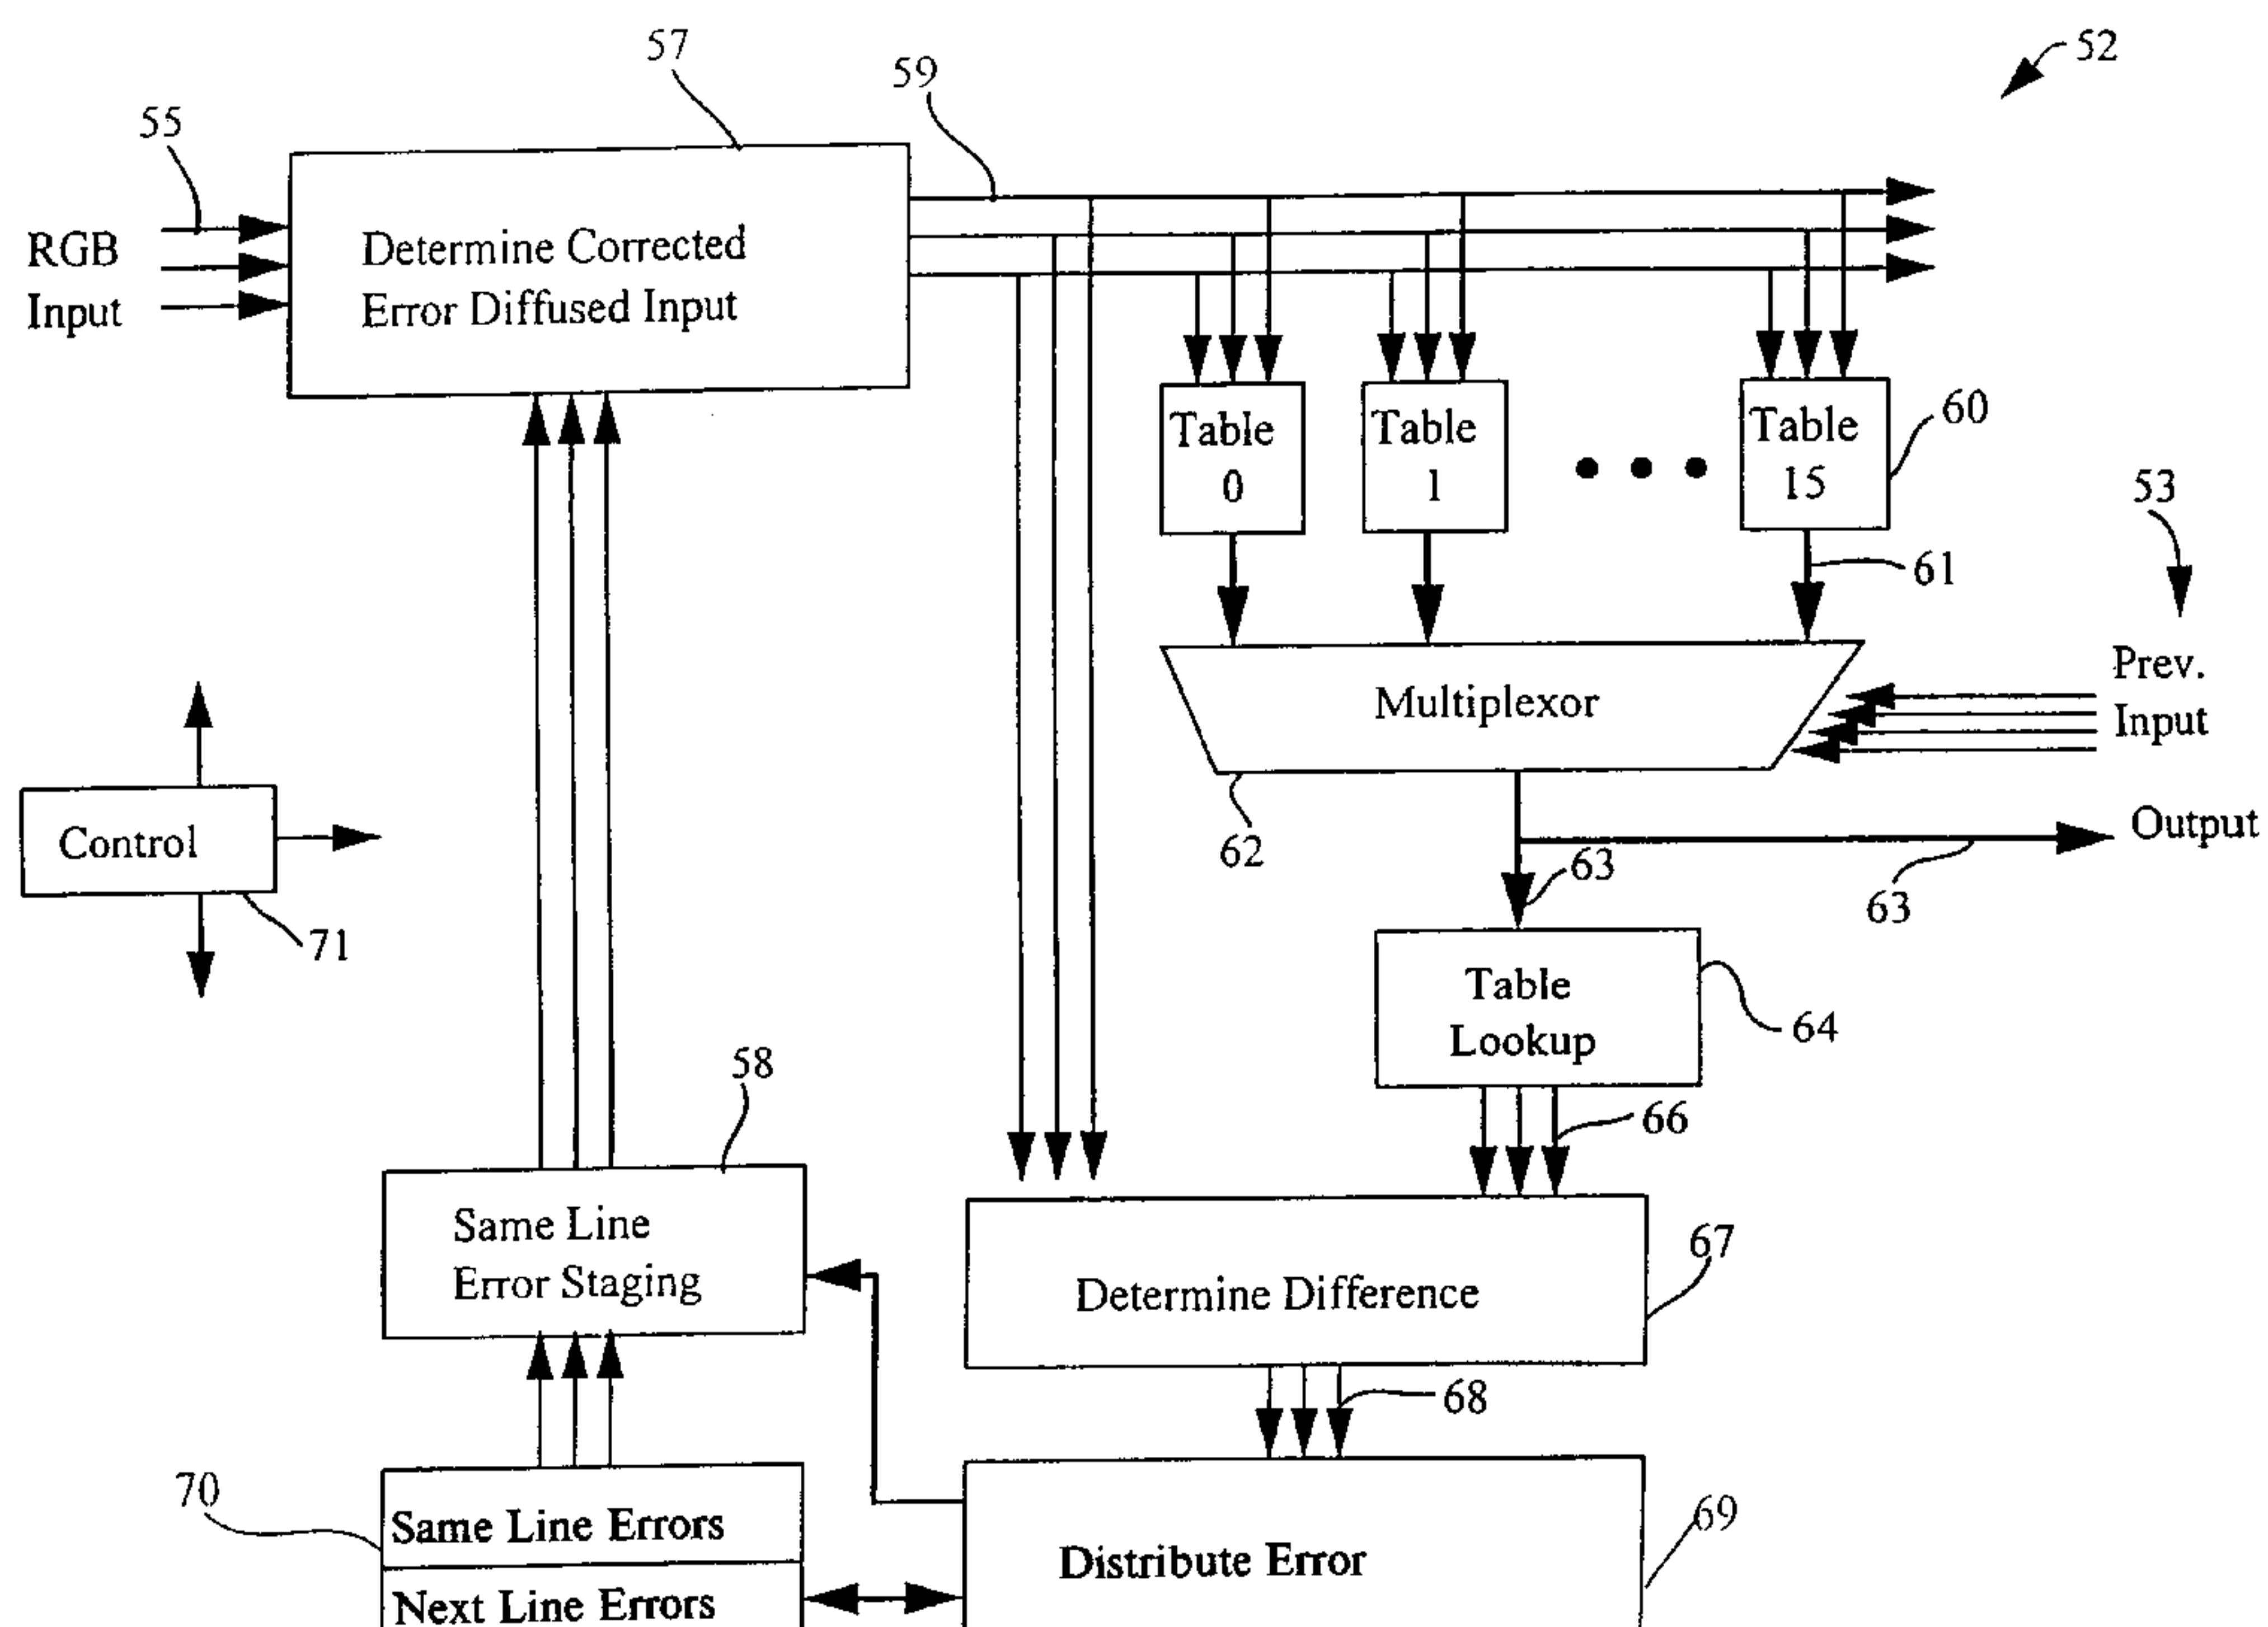 57
59
52
55
RGB
Input
Determine Corrected
Error Diffused Input
Table
0
Table
1
Table
15
60
53
61
Prev.
Input
Multiplexor
62
Output
63
63
Control
71
Table
Lookup
64
66
58
Same Line
Error Staging
67
Determine Difference
68
70
Same Line Errors
Next Line Errors
69
Distribute Error